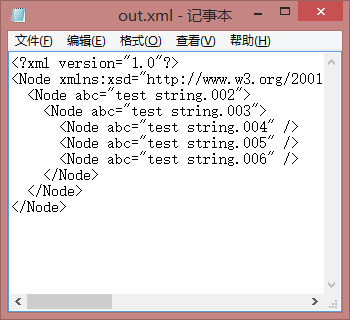 out.xml - 记事本
文件(F) 编辑(E) 格式(O) 查看(V) 帮助(H)
<?xml version="1.0"?>
<Node xmlns:xsd="http://www.w3.org/2001
  <Node abc="test string.002">
    <Node abc="test string.003">
      <Node abc="test string.004" />
      <Node abc="test string.005" />
      <Node abc="test string.006" />
    </Node>
  </Node>
</Node>